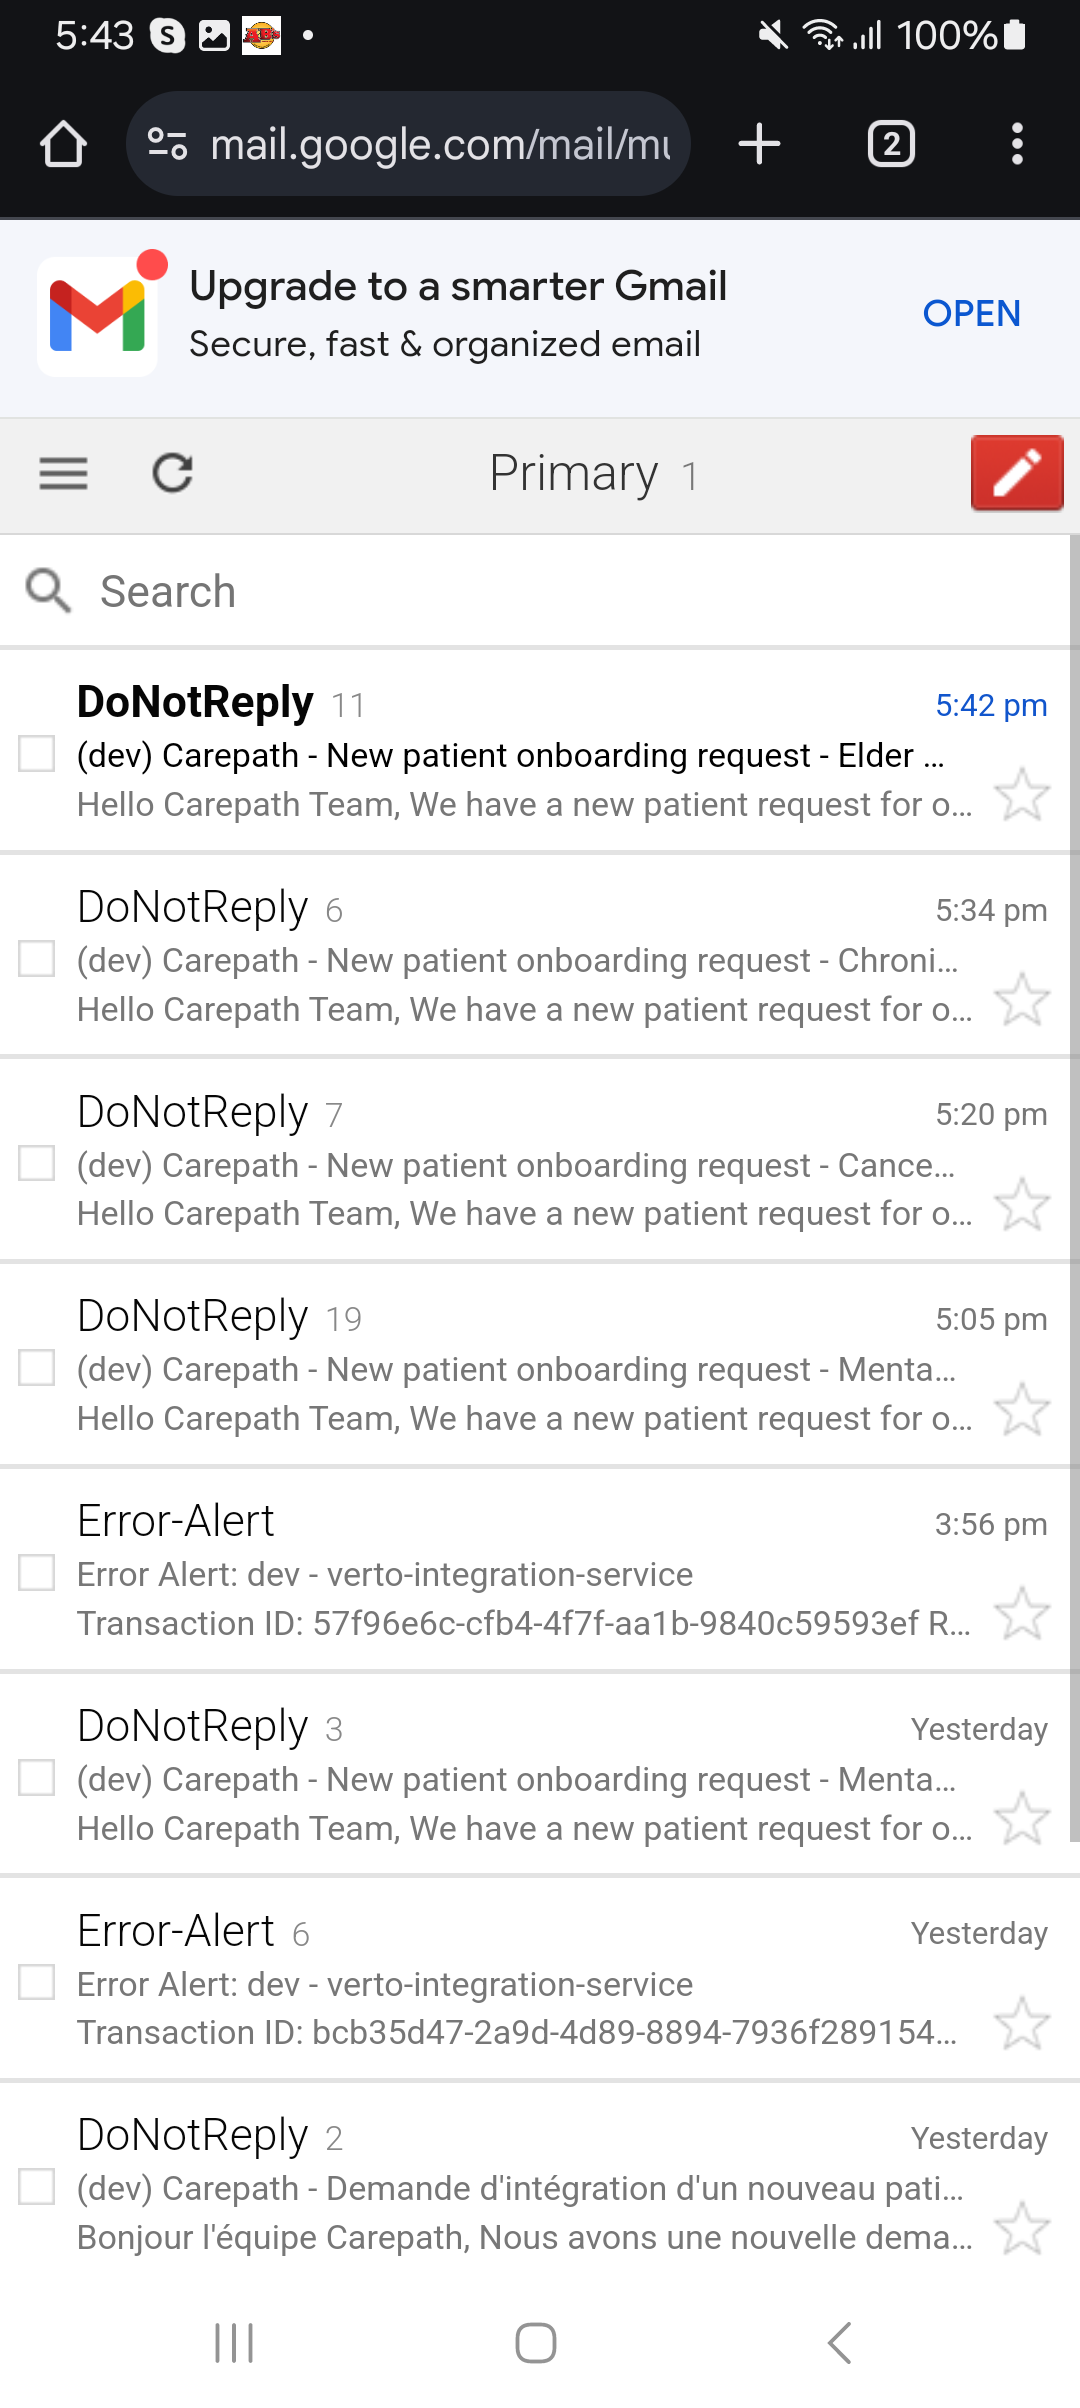 5:43
100%
mail.google.com/mail/mu
2
Upgrade to a smarter Gmail
Secure, fast & organized email
OPEN
Primary 1
Search
DoNotReply 11
5:42 pm
(dev) Carepath - New patient onboarding request - Elder ...
Hello Carepath Team, We have a new patient request for o...
DoNotReply 6
5:34 pm
(dev) Carepath - New patient onboarding request - Chroni...
Hello Carepath Team, We have a new patient request for o...
DoNotReply 7
5:20 pm
(dev) Carepath - New patient onboarding request - Cance...
Hello Carepath Team, We have a new patient request for o...
DoNotReply 19
5:05 pm
(dev) Carepath - New patient onboarding request - Menta...
Hello Carepath Team, We have a new patient request for o...
Error-Alert
3:56 pm
Error Alert: dev - verto-integration-service
Transaction ID: 57f96e6c-cfb4-4f7f-aa1b-9840c59593ef R...
DoNotReply 3
Yesterday
(dev) Carepath - New patient onboarding request - Menta...
Hello Carepath Team, We have a new patient request for o...
Error-Alert 6
Yesterday
Error Alert: dev - verto-integration-service
Transaction ID: bcb35d47-2a9d-4d89-8894-7936f289154...
DoNotReply 2
Yesterday
(dev) Carepath - Demande d'intégration d'un nouveau pati...
Bonjour l'équipe Carepath, Nous avons une nouvelle dema...